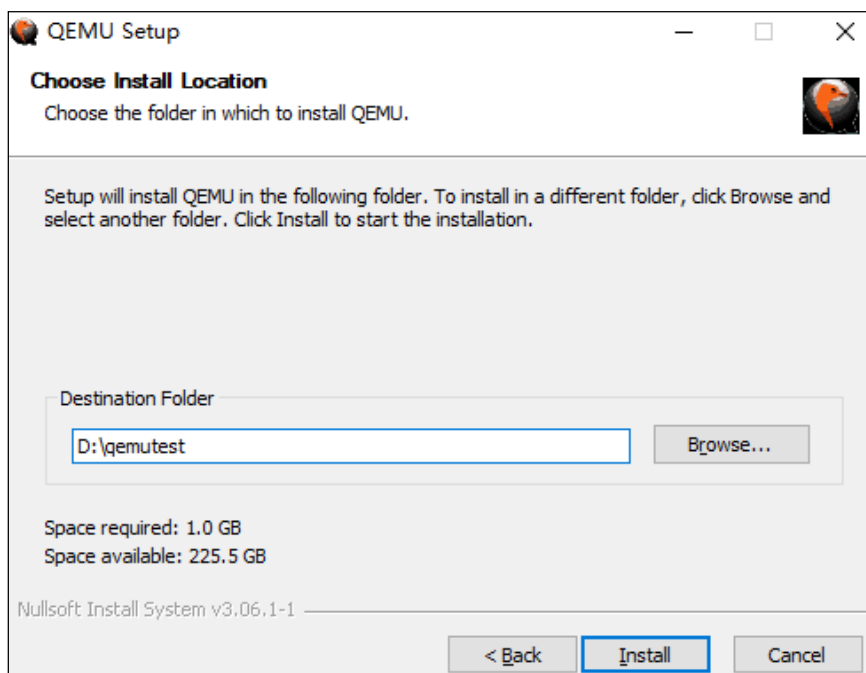 QEMU Setup
Choose Install Location
Choose the folder in which to install QEMU.
Setup will install QEMU in the following folder. To install in a different folder, click Browse and
select another folder. Click Install to start the installation.
Destination Folder
D:\qemutest
Browse...
Space required: 1.0 GB
Space available: 225.5 GB
Nullsoft Install System v3.06.1-1
< Back
Install
Cancel